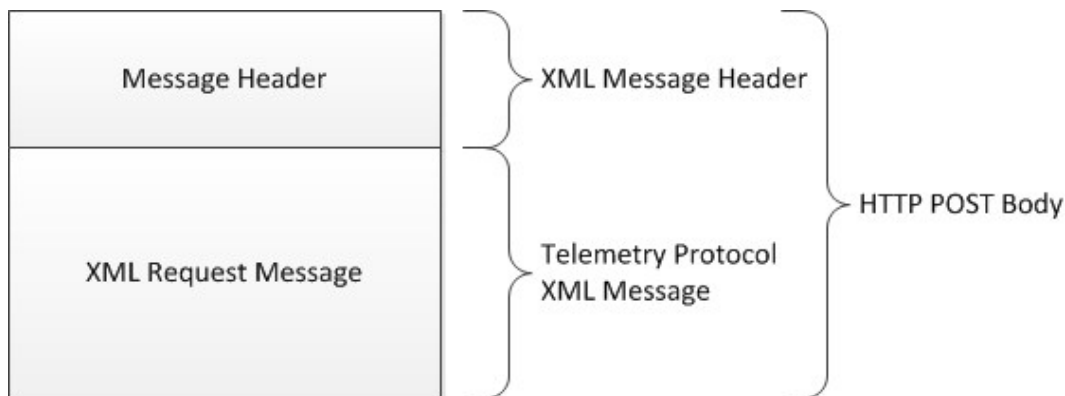 Message Header
XML Message Header
HTTP POST Body
XML Request Message
Telemetry Protocol
XML Message